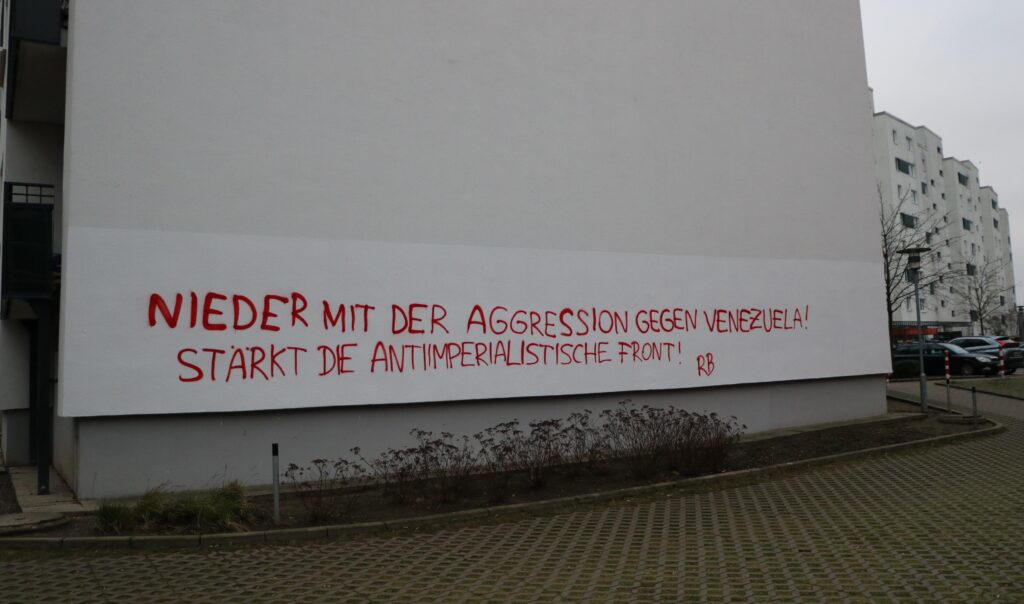 NIEDER MIT DER AGGRESSION GEGEN VENEZUELA!
STÄRKT DIE ANTIIMPERIALISTISCHE FRONT!
RB